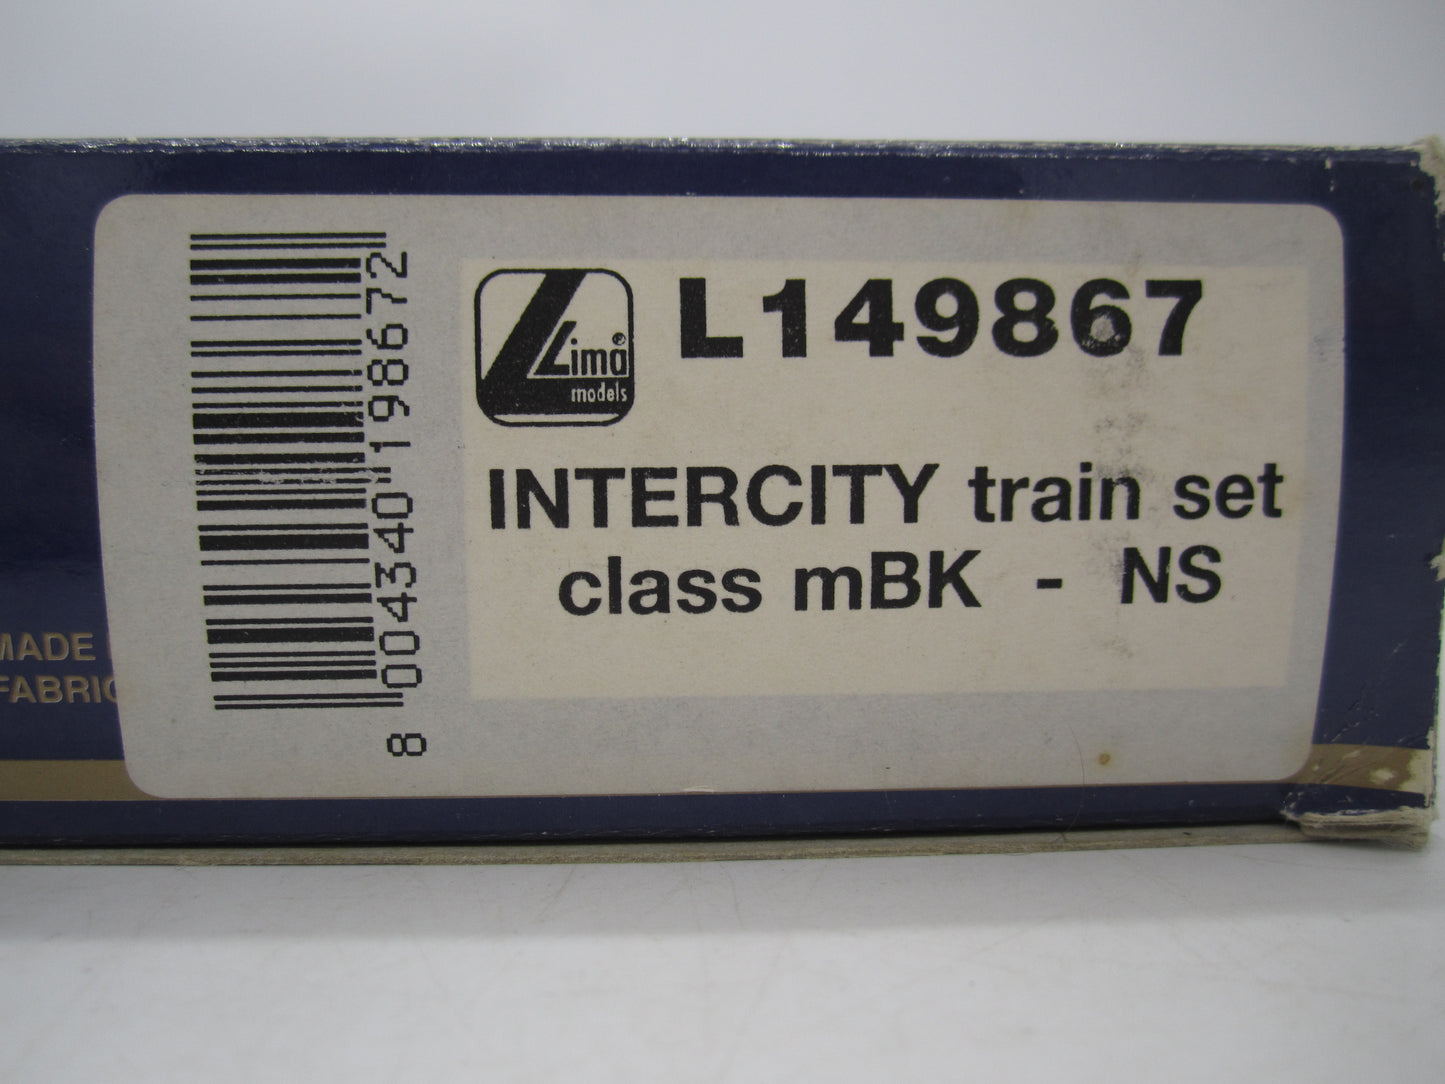 8 004340 198672
Lima®
models
L149867
INTERCITY train set
class mBK - NS
MADE
FABRIC